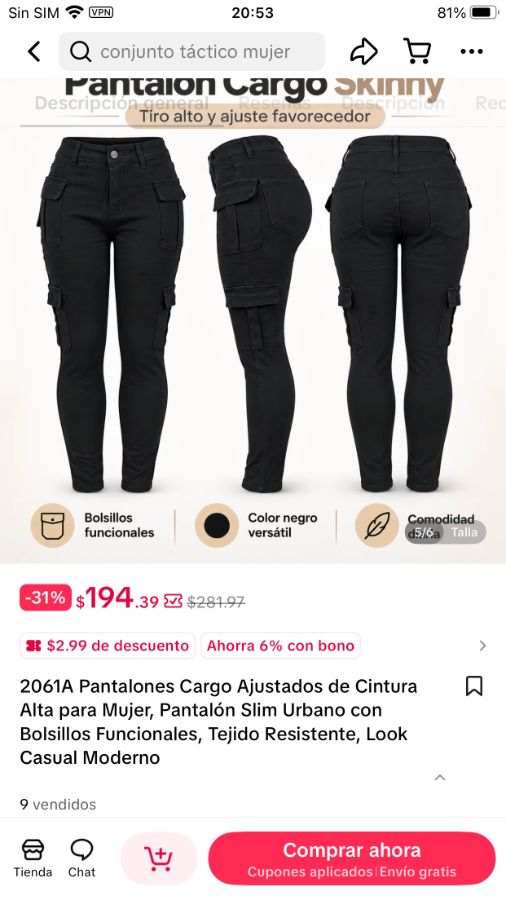 Sin SIM VPN 20:53 81%
conjunto táctico mujer
Pantalón Cargo Skinny
Descripción general Reseñas Descripción Rec
Tiro alto y ajuste favorecedor
Bolsillos
funcionales
Color negro
versátil
Comodidad
5/6 Talla
-31% $194.39 $281.97
$2.99 de descuento Ahorra 6% con bono
2061A Pantalones Cargo Ajustados de Cintura
Alta para Mujer, Pantalón Slim Urbano con
Bolsillos Funcionales, Tejido Resistente, Look
Casual Moderno
9 vendidos
Tienda
Chat
Comprar ahora
Cupones aplicados | Envío gratis